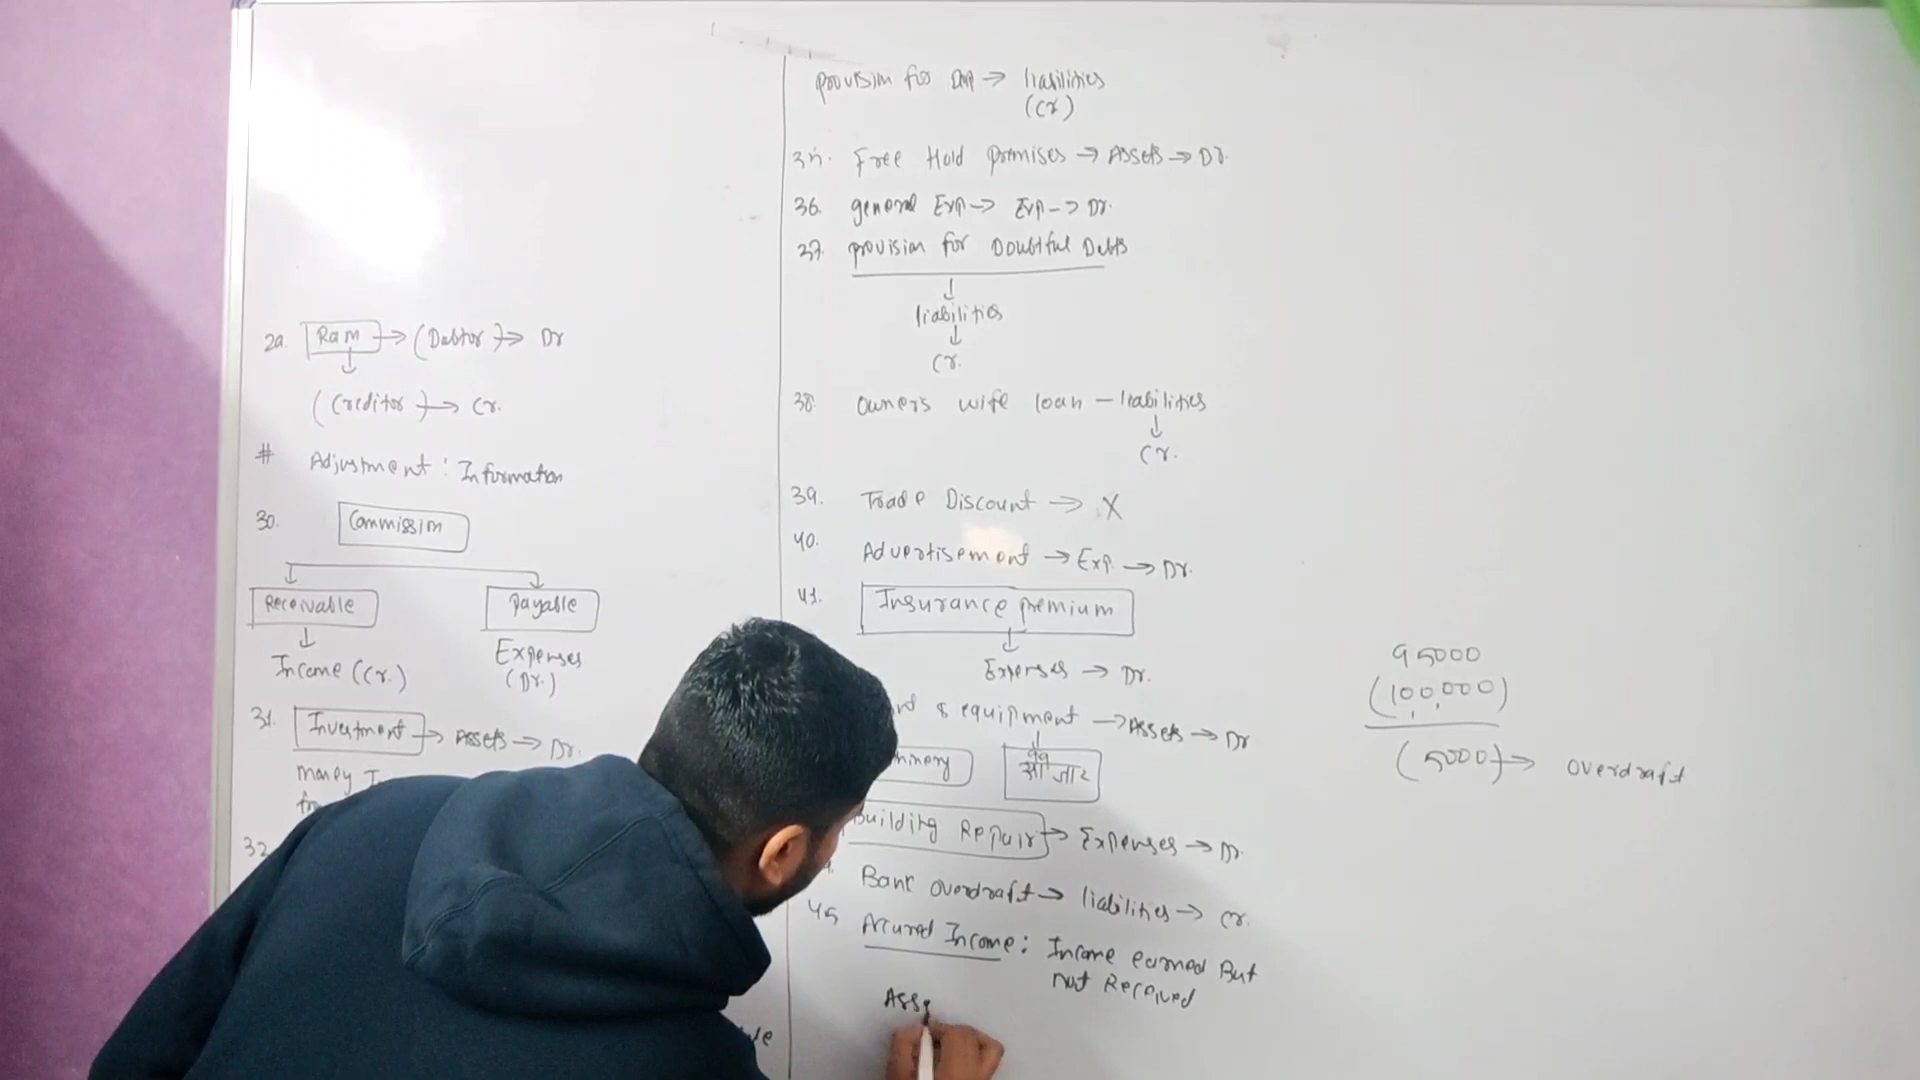 29. Ram → (Debtor) → Dr
(Creditor) → Cr.
# Adjustment : Information
30. Commission
Receivable Payable
Income (Cr.) Expenses
(Dr.)
31. Investment → Assets → Dr.
money
32
provision for → liabilities
(Cr)
35. Free Hold premises → Assets → Dr.
36. general Exp → Exp → Dr.
37. provision for Doubtful Debts
liabilities
Cr.
38. Owners wife loan – liabilities
Cr.
39. Trade Discount → X
40. Advertisement → Exp. → Dr.
41. Insurance premium
Expenses → Dr.
& equipment → Assets → Dr
औजार
Building Repair → Expenses → Dr.
Bank overdraft → liabilities → Cr.
45 Accured Income : Income earned But
not Received
Asse
95000
(100,000)
(5000) → overdraft